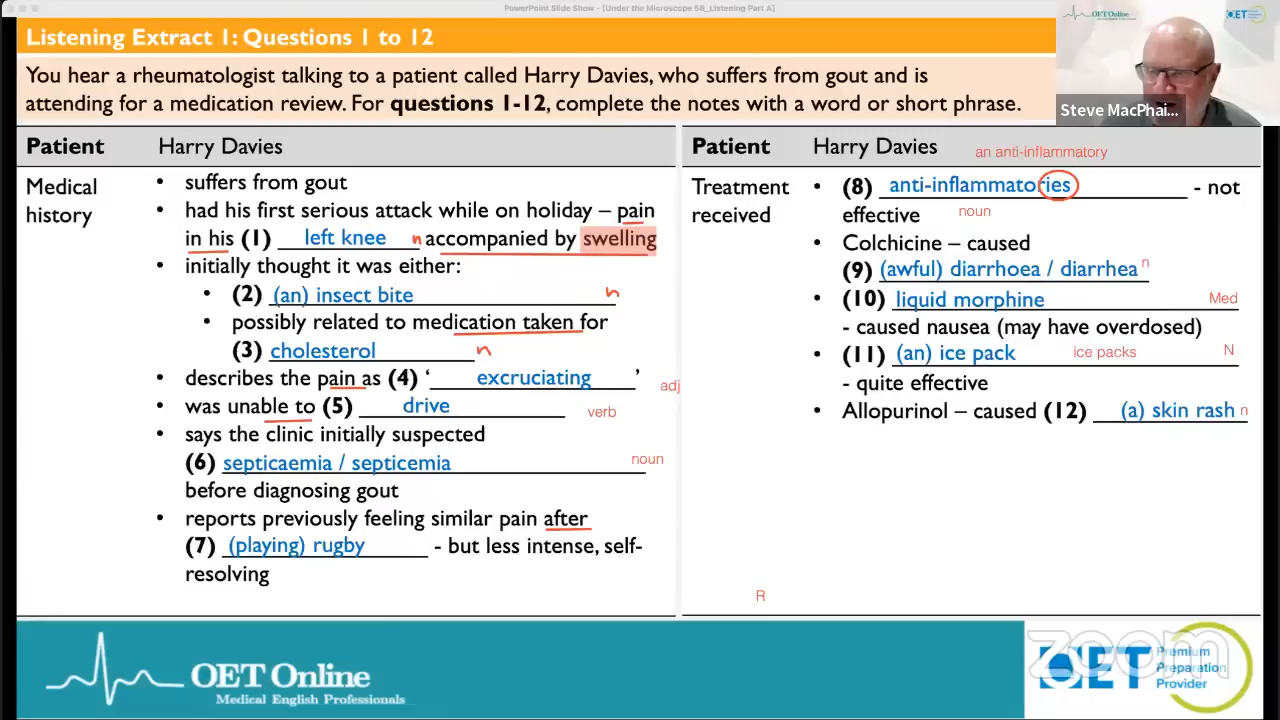 PowerPoint Slide Show - [Under the Microscope 5B_Listening Part A]
Listening Extract 1: Questions 1 to 12
OET Online
OET
You hear a rheumatologist talking to a patient called Harry Davies, who suffers from gout and is
attending for a medication review. For questions 1-12, complete the notes with a word or short phrase.
Steve MacPhai...
Patient Harry Davies
Medical history
• suffers from gout
• had his first serious attack while on holiday – pain
in his (1) left knee n accompanied by swelling
• initially thought it was either:
• (2) (an) insect bite n
• possibly related to medication taken for
(3) cholesterol n
• describes the pain as (4) ‘ excruciating ’ adj
• was unable to (5) drive verb
• says the clinic initially suspected
(6) septicaemia / septicemia noun
before diagnosing gout
• reports previously feeling similar pain after
(7) (playing) rugby - but less intense, self-
resolving
Patient Harry Davies an anti-inflammatory
Treatment received
• (8) anti-inflammatories - not
effective noun
• Colchicine – caused
(9) (awful) diarrhoea / diarrhea n
• (10) liquid morphine Med
- caused nausea (may have overdosed)
• (11) (an) ice pack ice packs N
- quite effective
• Allopurinol – caused (12) (a) skin rash n
R
OET Online
Medical English Professionals
zoom
OET Premium
Preparation
Provider